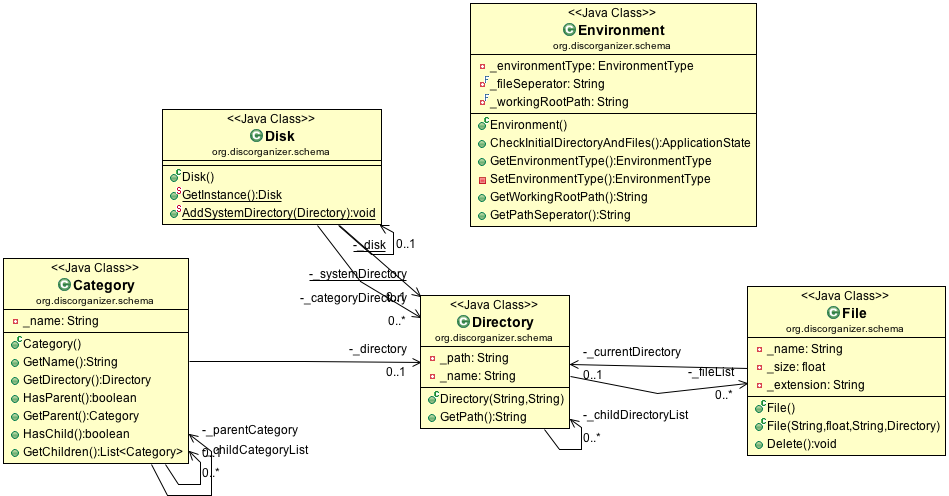 <<Java Class>>
Environment
org.discorganizer.schema
_environmentType: EnvironmentType
_fileSeperator: String
_workingRootPath: String
Environment()
CheckInitialDirectoryAndFiles():ApplicationState
GetEnvironmentType():EnvironmentType
SetEnvironmentType():EnvironmentType
GetWorkingRootPath():String
GetPathSeperator():String
<<Java Class>>
Disk
org.discorganizer.schema
Disk()
GetInstance():Disk
AddSystemDirectory(Directory):void
-_disk
0..1
-_systemDirectory
0..1
-_categoryDirectory
0..*
<<Java Class>>
Category
org.discorganizer.schema
_name: String
Category()
GetName():String
GetDirectory():Directory
HasParent():boolean
GetParent():Category
HasChild():boolean
GetChildren():List<Category>
-_directory
0..1
-_parentCategory
0..1
-_childCategoryList
0..*
<<Java Class>>
Directory
org.discorganizer.schema
_path: String
_name: String
Directory(String,String)
GetPath():String
-_currentDirectory
0..1
-_fileList
0..*
-_childDirectoryList
0..*
<<Java Class>>
File
org.discorganizer.schema
_name: String
_size: float
_extension: String
File()
File(String,float,String,Directory)
Delete():void